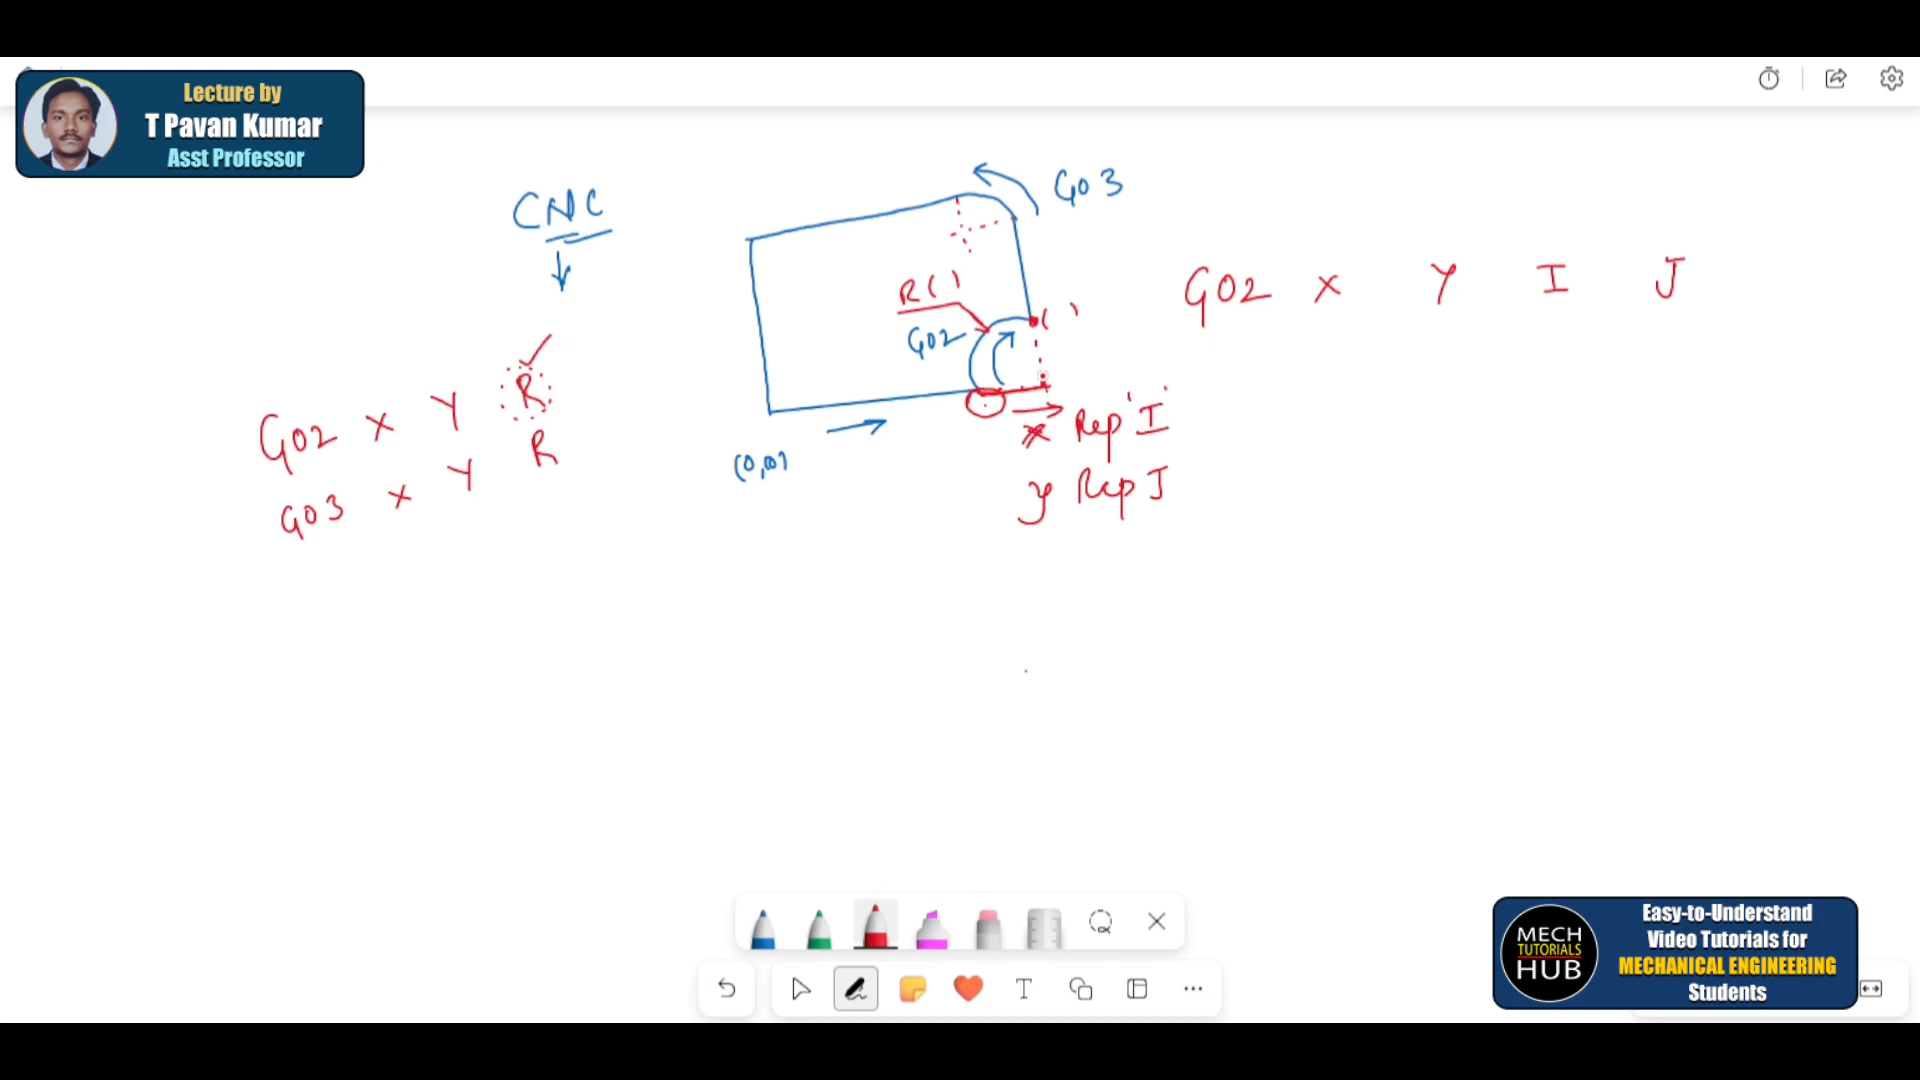 Lecture by
T Pavan Kumar
Asst Professor
CNC
G03
G02 X Y I J
R( )
G02
( )
G02 X Y R
G03 X Y R
(0,0)
X Rep 'I'
y Rep J
MECH
TUTORIALS
HUB
Easy-to-Understand
Video Tutorials for
MECHANICAL ENGINEERING
Students